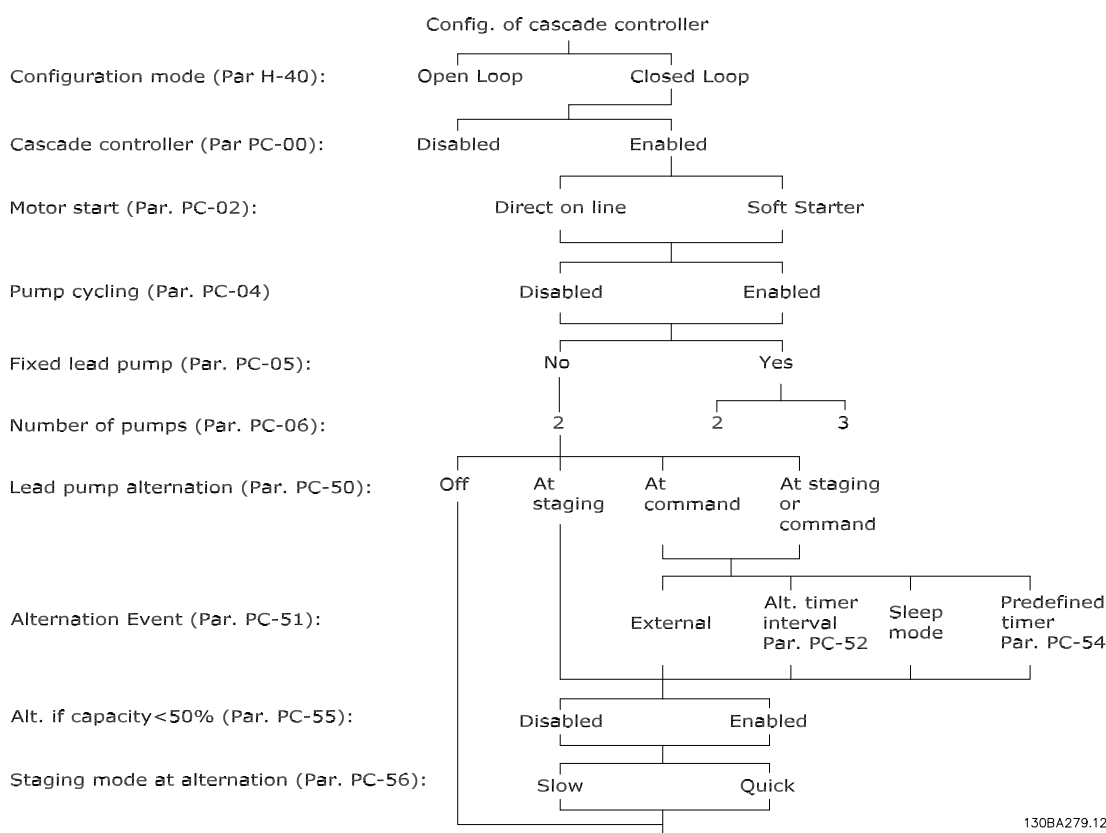 Config. of cascade controller
Configuration mode (Par H-40):
Open Loop
Closed Loop
Cascade controller (Par PC-00):
Disabled
Enabled
Motor start (Par. PC-02):
Direct on line
Soft Starter
Pump cycling (Par. PC-04)
Disabled
Enabled
Fixed lead pump (Par. PC-05):
No
Yes
Number of pumps (Par. PC-06):
2
2
3
Lead pump alternation (Par. PC-50):
Off
At
staging
At
command
At staging
or
command
Alternation Event (Par. PC-51):
External
Alt. timer
interval
Par. PC-52
Sleep
mode
Predefined
timer
Par. PC-54
Alt. if capacity<50% (Par. PC-55):
Disabled
Enabled
Staging mode at alternation (Par. PC-56):
Slow
Quick
130BA279.12